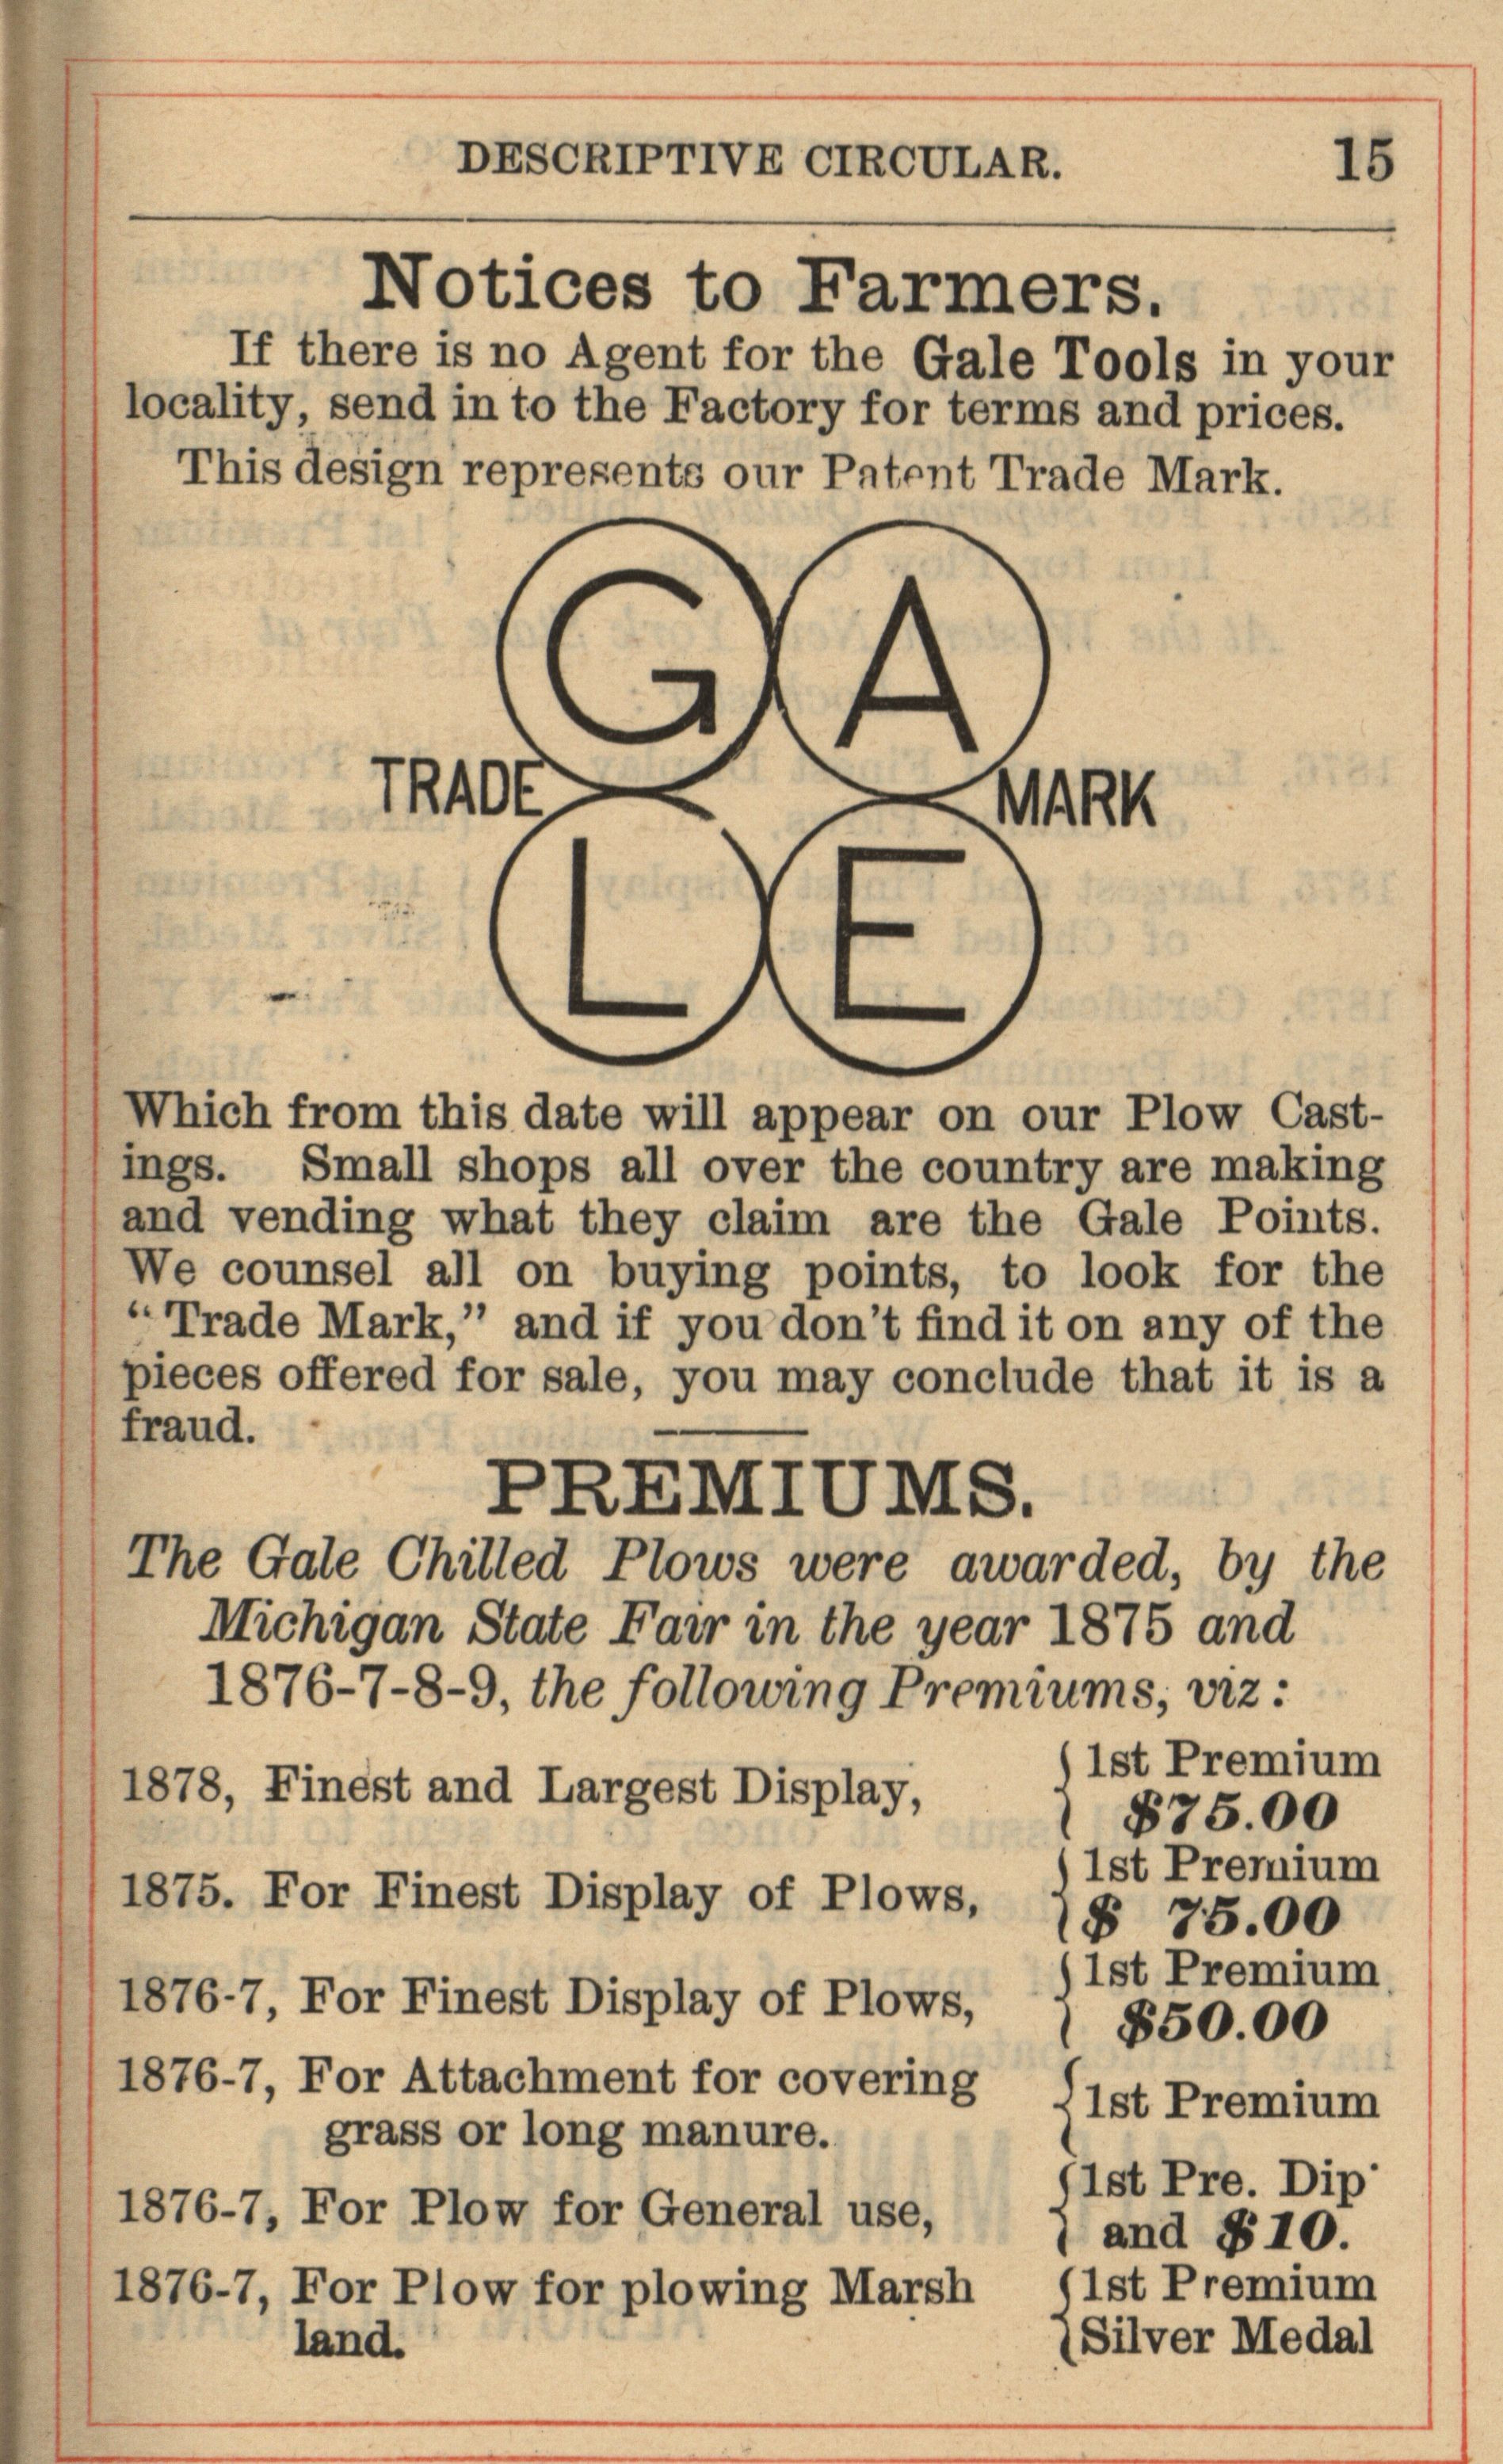 DESCRIPTIVE CIRCULAR. 15
Notices to Farmers.
If there is no Agent for the Gale Tools in your
locality, send in to the Factory for terms and prices.
This design represents our Patent Trade Mark.
G A
TRADE MARK
L E
Which from this date will appear on our Plow Cast-
ings. Small shops all over the country are making
and vending what they claim are the Gale Points.
We counsel all on buying points, to look for the
“Trade Mark,” and if you don't find it on any of the
pieces offered for sale, you may conclude that it is a
fraud.
PREMIUMS.
The Gale Chilled Plows were awarded, by the
Michigan State Fair in the year 1875 and
1876-7-8-9, the following Premiums, viz:
1878, Finest and Largest Display, { 1st Premium
$75.00
1875. For Finest Display of Plows, { 1st Premium
$ 75.00
1876-7, For Finest Display of Plows, { 1st Premium
$50.00
1876-7, For Attachment for covering
grass or long manure. { 1st Premium
1876-7, For Plow for General use, { 1st Pre. Dip.
and $10.
1876-7, For Plow for plowing Marsh { 1st Premium
land. Silver Medal